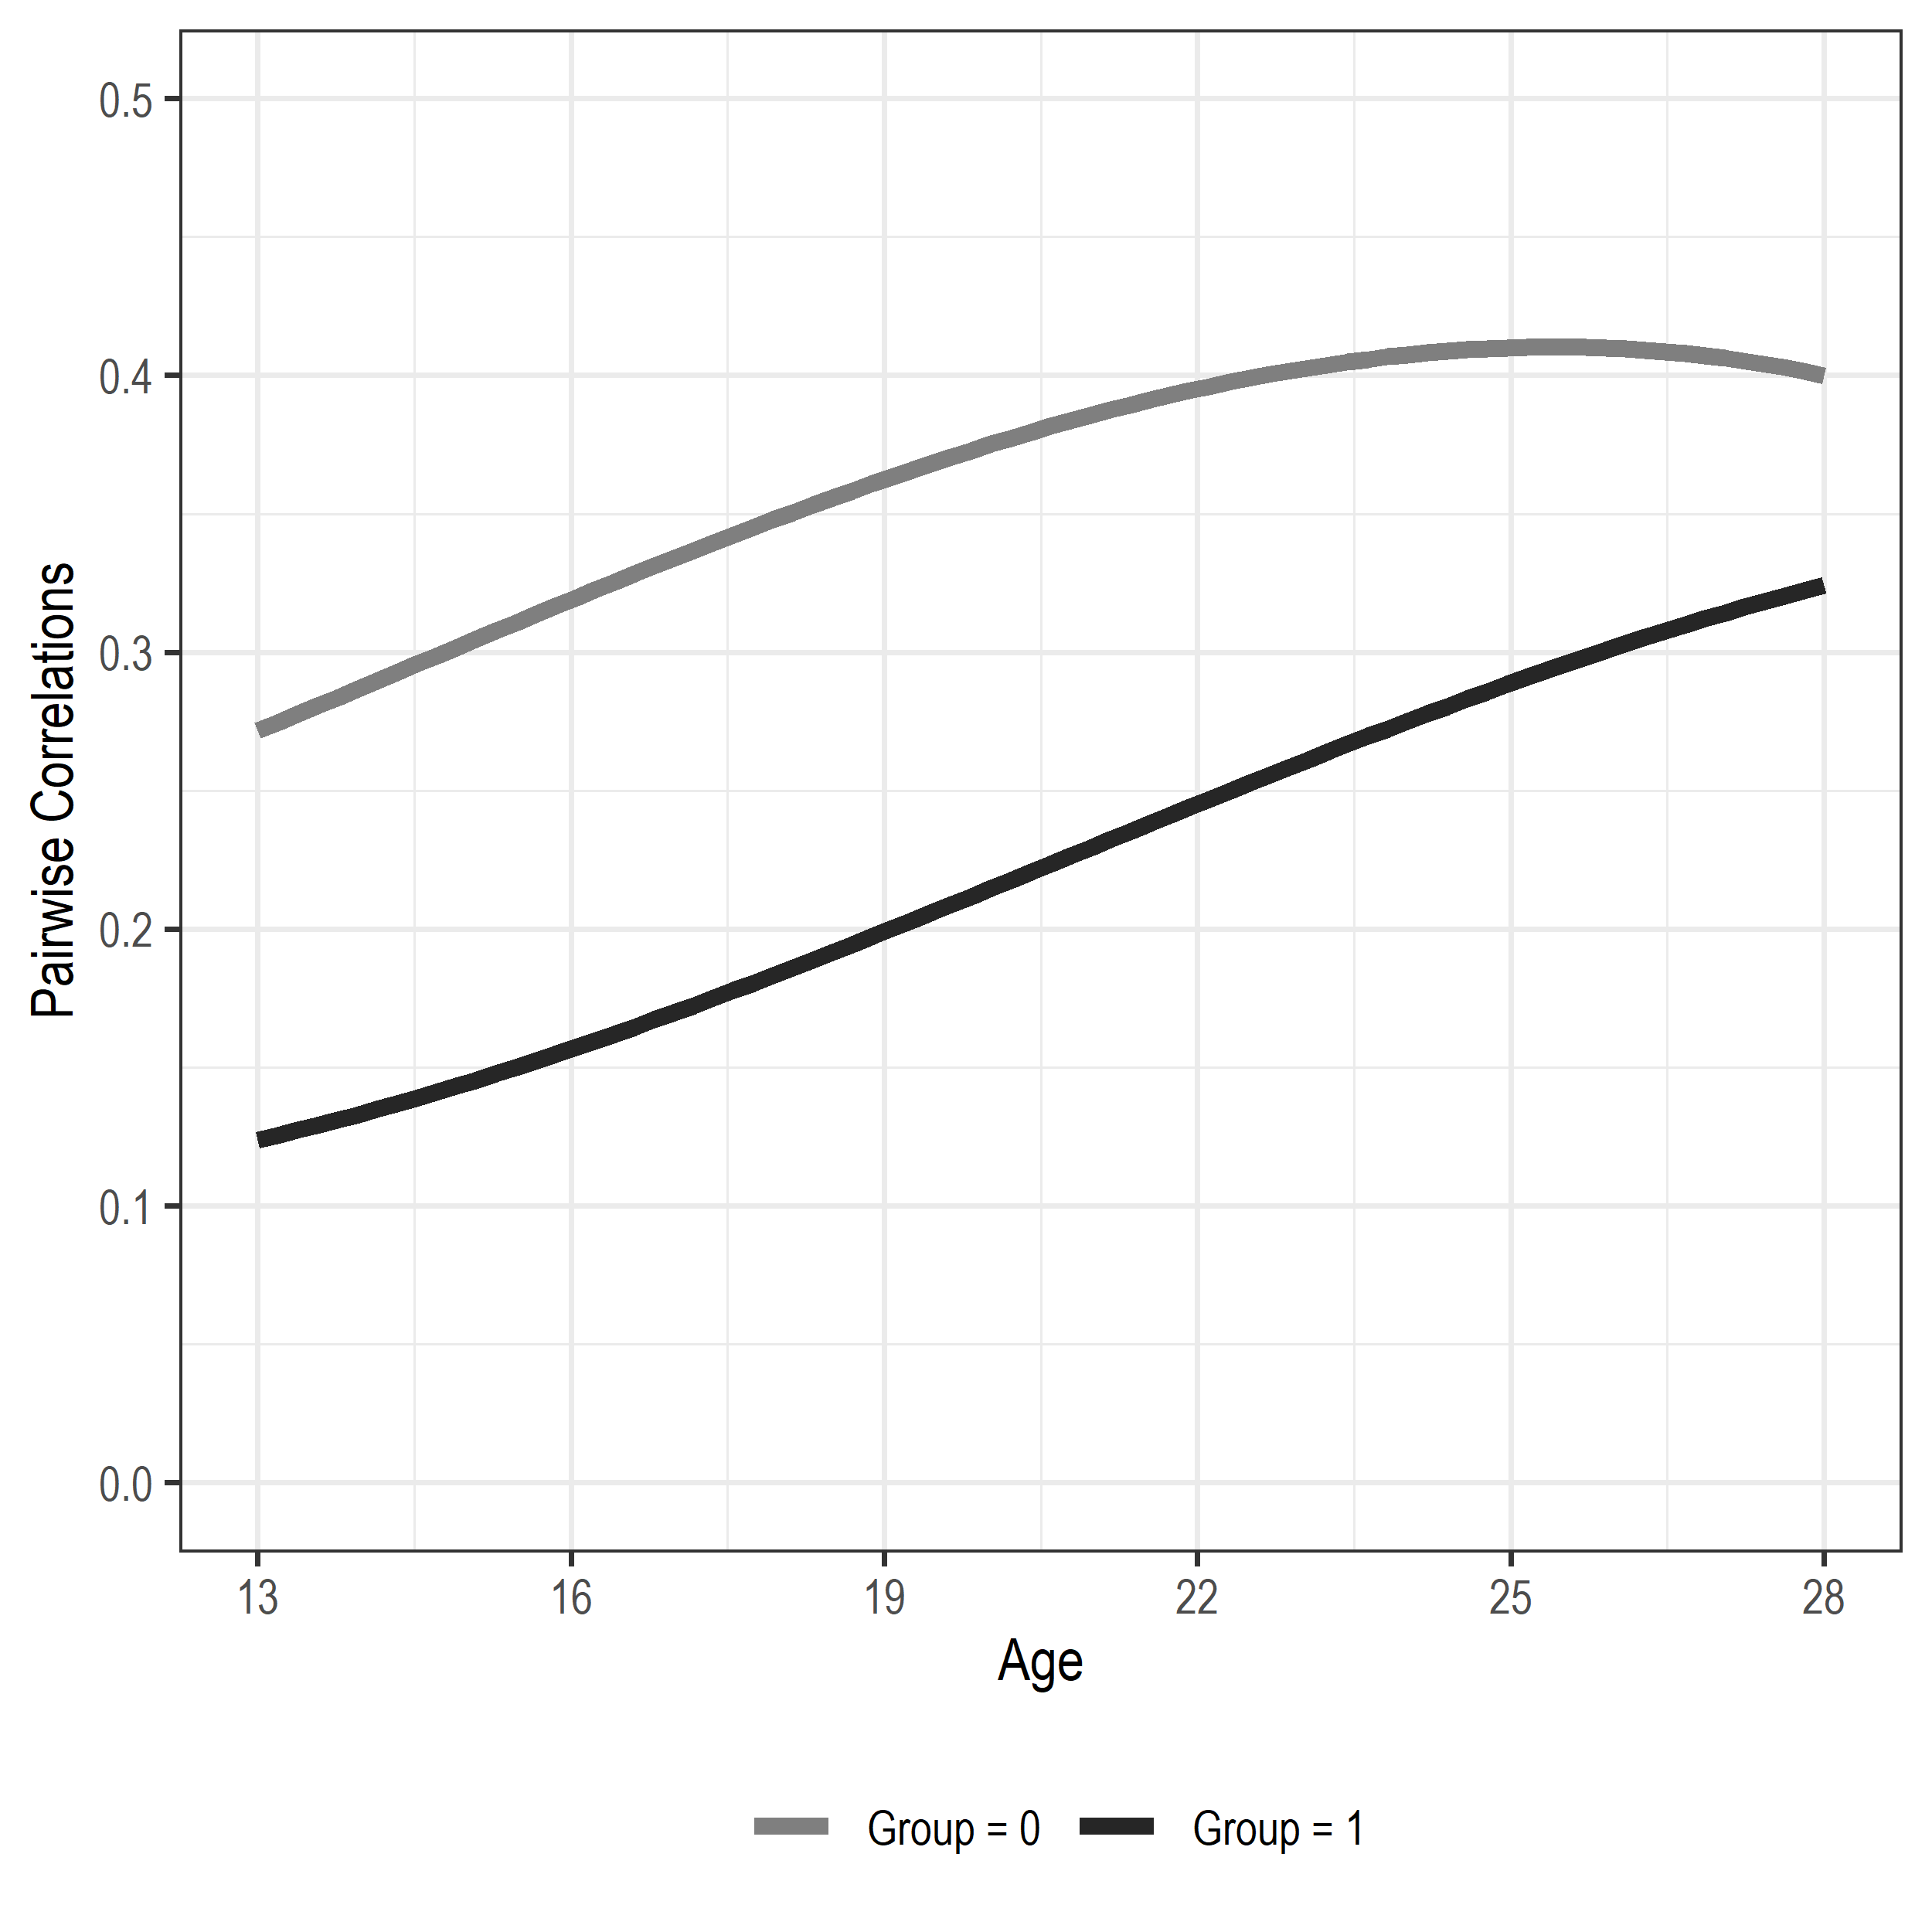 Pairwise Correlations
0.5
0.4
0.3
0.2
0.1
0.0
13 16 19 22 25 28
Age
Group = 0 Group = 1